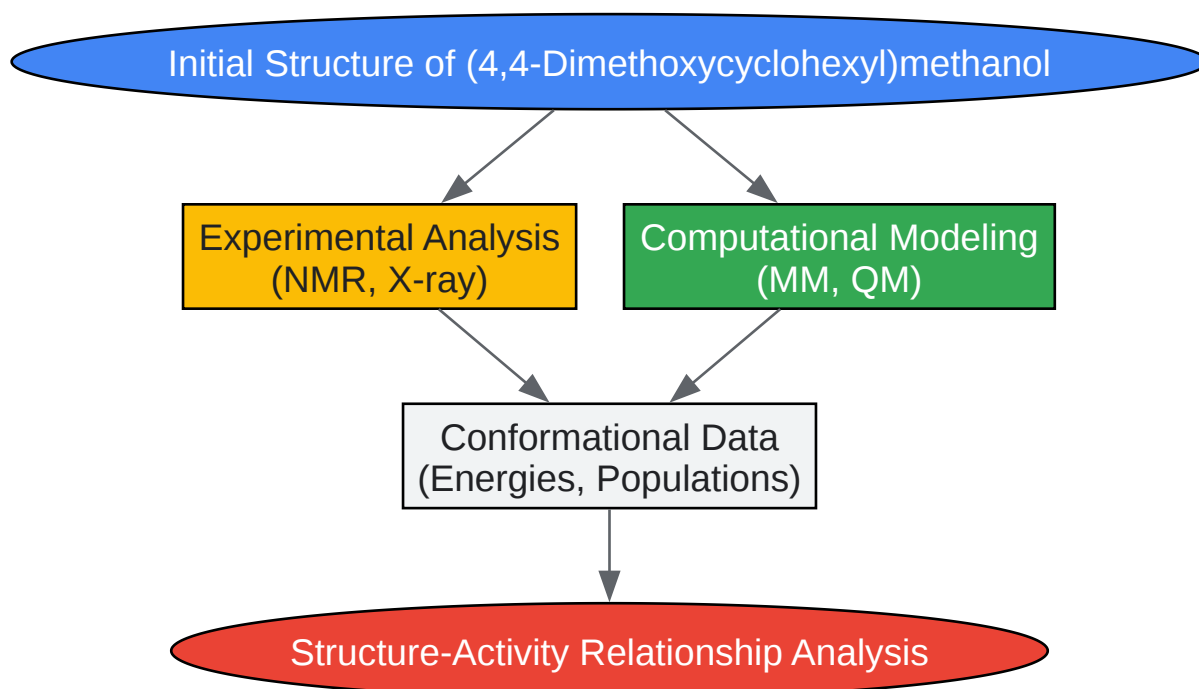 Initial Structure of (4,4-Dimethoxycyclohexyl)methanol
Experimental Analysis
(NMR, X-ray)
Computational Modeling
(MM, QM)
Conformational Data
(Energies, Populations)
Structure-Activity Relationship Analysis